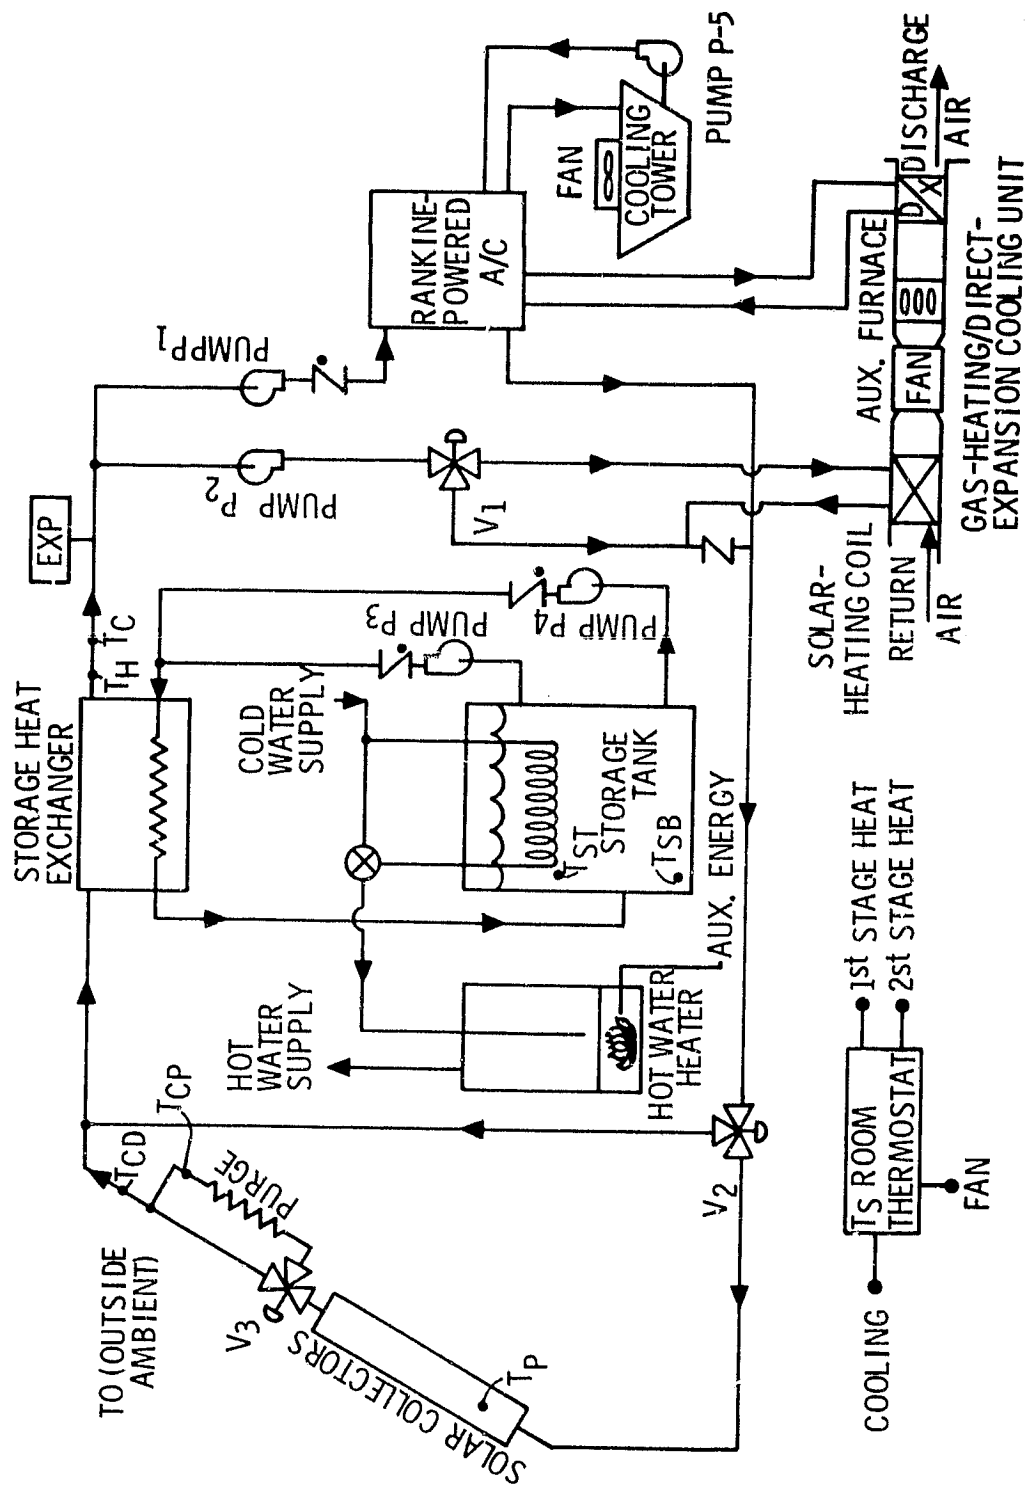 TO (OUTSIDE
AMBIENT)
TCD
TCP
PURGE
V3
SOLAR COLLECTORS
TP
STORAGE HEAT
EXCHANGER
TH
TC
EXP
PUMP P1
PUMP P2
V1
PUMP P3
PUMP P4
COLD
WATER
SUPPLY
HOT
WATER
SUPPLY
TST
STORAGE
TANK
TSB
HOT WATER
HEATER
AUX. ENERGY
V2
RANKINE-
POWERED
A/C
FAN
COOLING
TOWER
PUMP P-5
SOLAR-
HEATING COIL
RETURN
AIR
AUX. FURNACE
FAN
DX
DISCHARGE
AIR
GAS-HEATING/DIRECT-
EXPANSION COOLING UNIT
COOLING
TS ROOM
THERMOSTAT
1st STAGE HEAT
2st STAGE HEAT
FAN